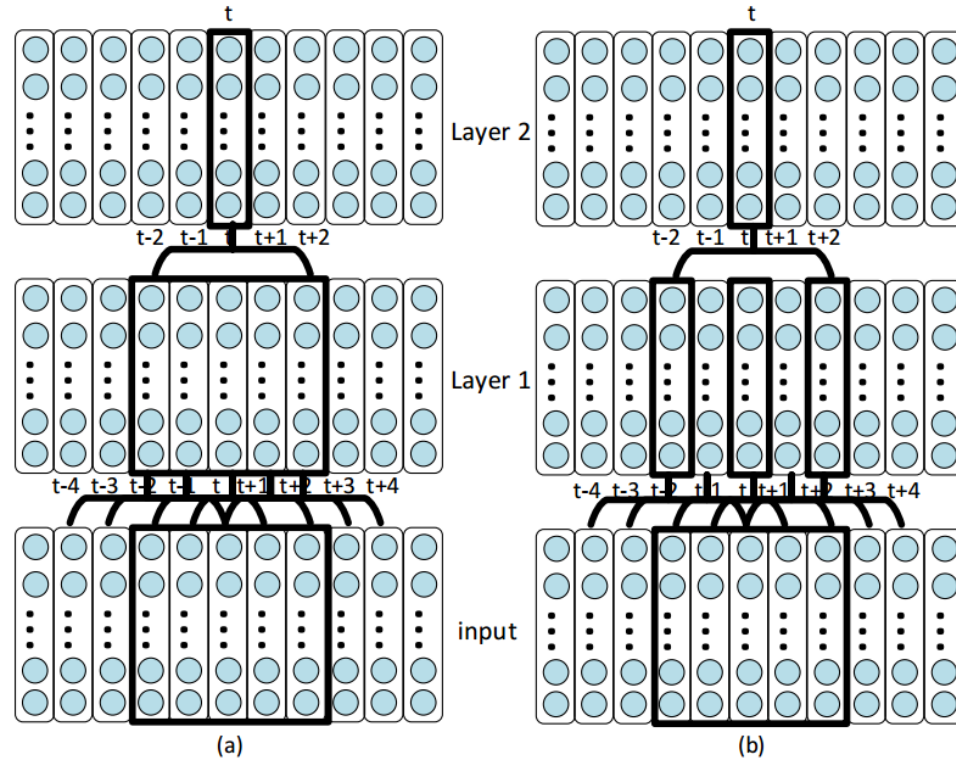 t t
Layer 2
t-2 t-1 t t+1 t+2 t-2 t-1 t t+1 t+2
Layer 1
t-4 t-3 t-2 t-1 t t+1 t+2 t+3 t+4 t-4 t-3 t-2 t-1 t t+1 t+2 t+3 t+4
input
(a) (b)